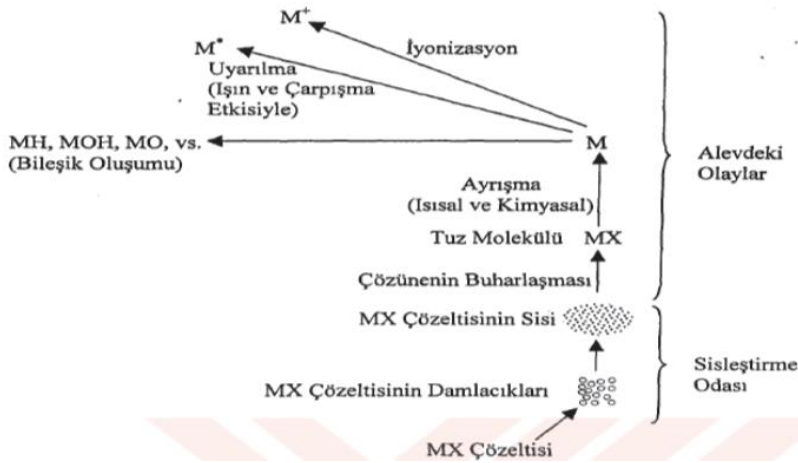 M⁺
İyonizasyon
M*
Uyarılma
(Işın ve Çarpışma
Etkisiyle)
MH, MOH, MO, vs.
(Bileşik Oluşumu)
M
Alevdeki
Olaylar
Ayrışma
(Isısal ve Kimyasal)
Tuz Molekülü MX
Çözünenin Buharlaşması
MX Çözeltisinin Sisi
Sisleştirme
Odası
MX Çözeltisinin Damlacıkları
MX Çözeltisi